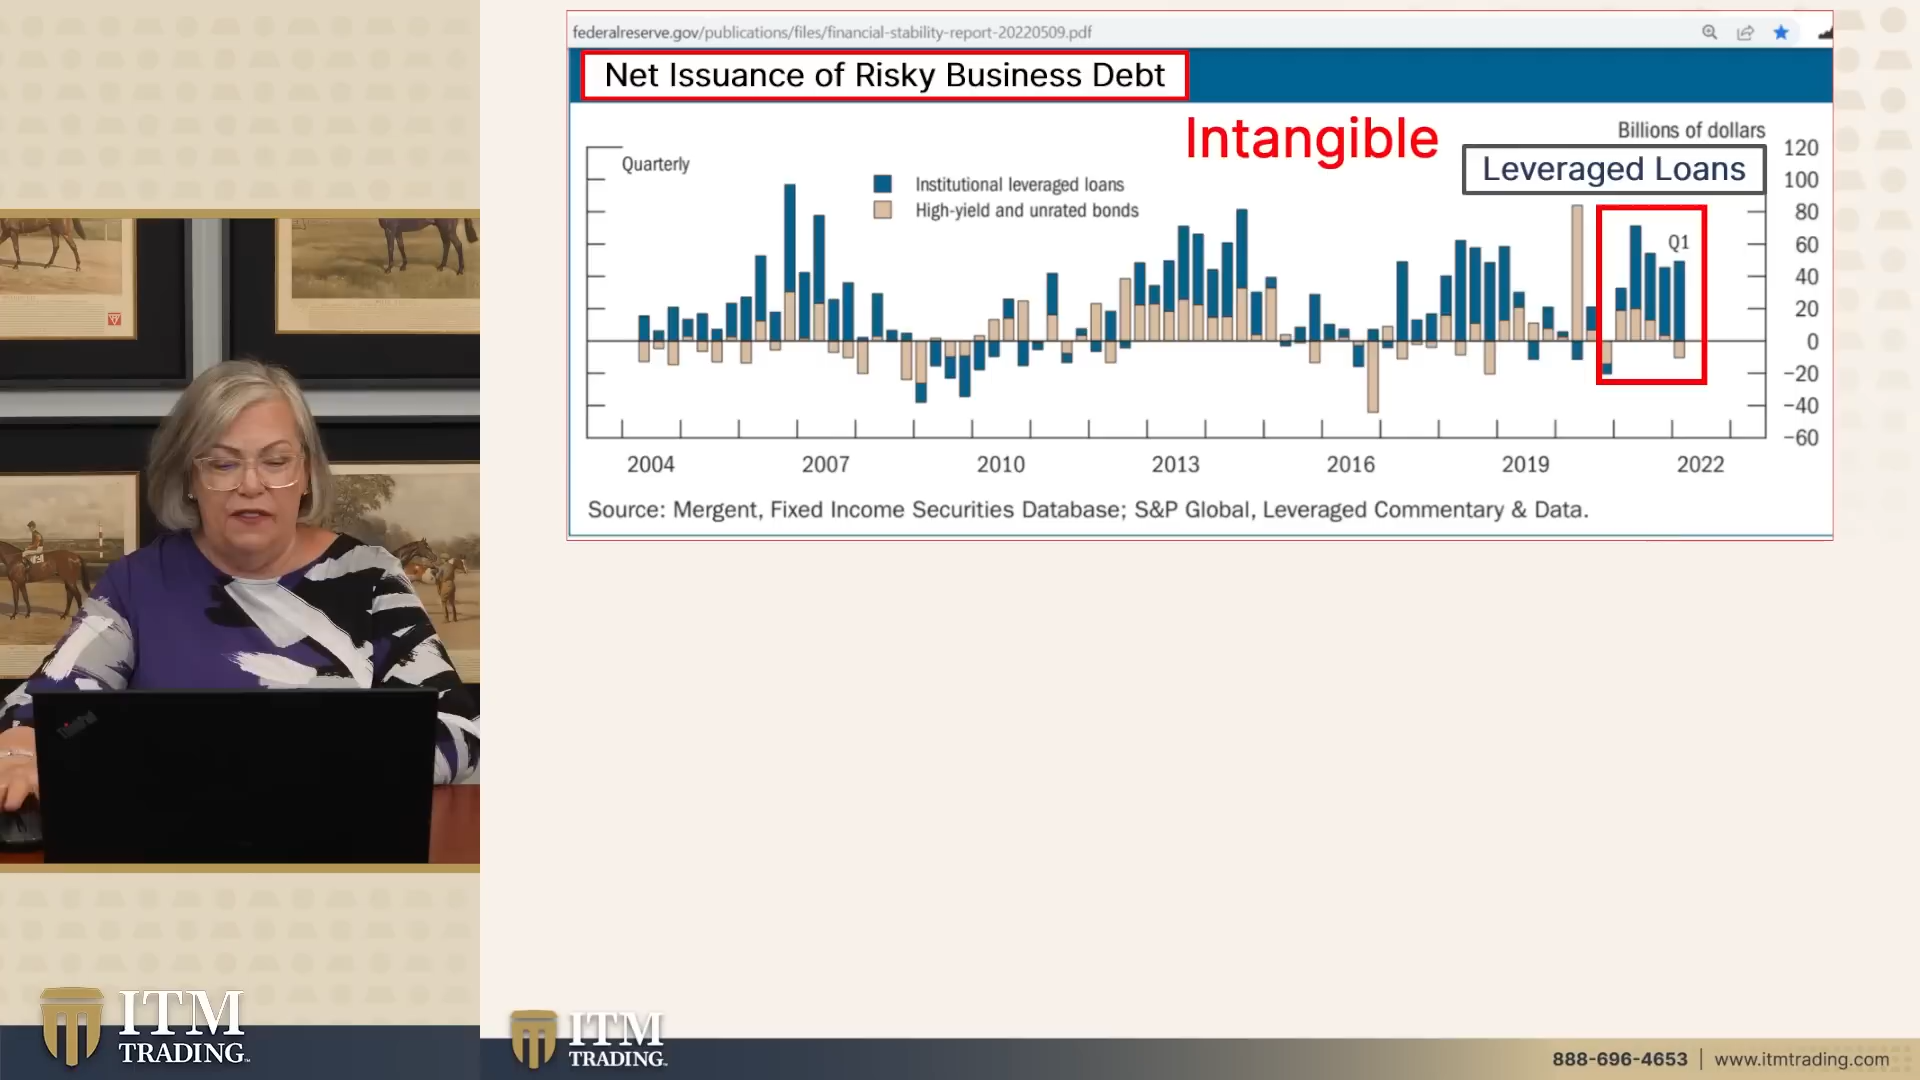 federalreserve.gov/publications/files/financial-stability-report-20220509.pdf
Net Issuance of Risky Business Debt
Intangible
Billions of dollars
Leveraged Loans
Quarterly
Institutional leveraged loans
High-yield and unrated bonds
Q1
120
100
80
60
40
20
0
−20
−40
−60
2004 2007 2010 2013 2016 2019 2022
Source: Mergent, Fixed Income Securities Database; S&P Global, Leveraged Commentary & Data.
ThinkPad
ITM
TRADING™
ITM
TRADING™
888-696-4653 | www.itmtrading.com